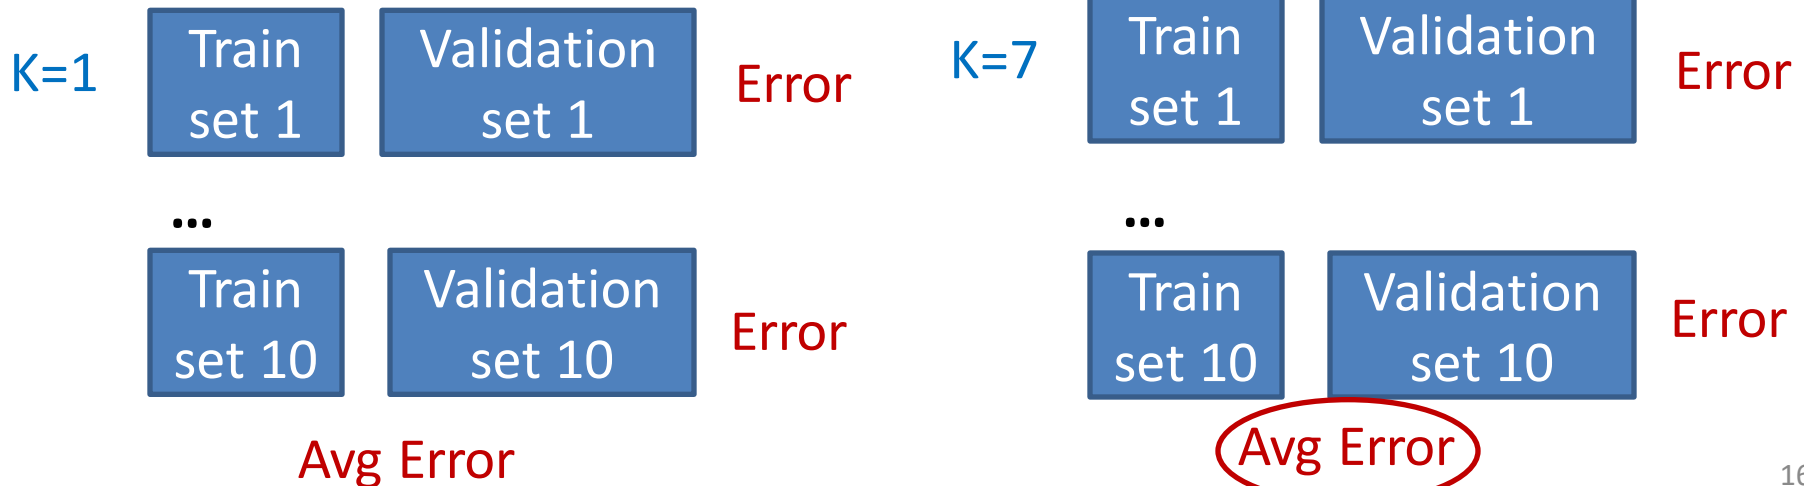 K=1
Train
set 1
Validation
set 1
Error
...
Train
set 10
Validation
set 10
Error
Avg Error
K=7
Train
set 1
Validation
set 1
Error
...
Train
set 10
Validation
set 10
Error
Avg Error
16